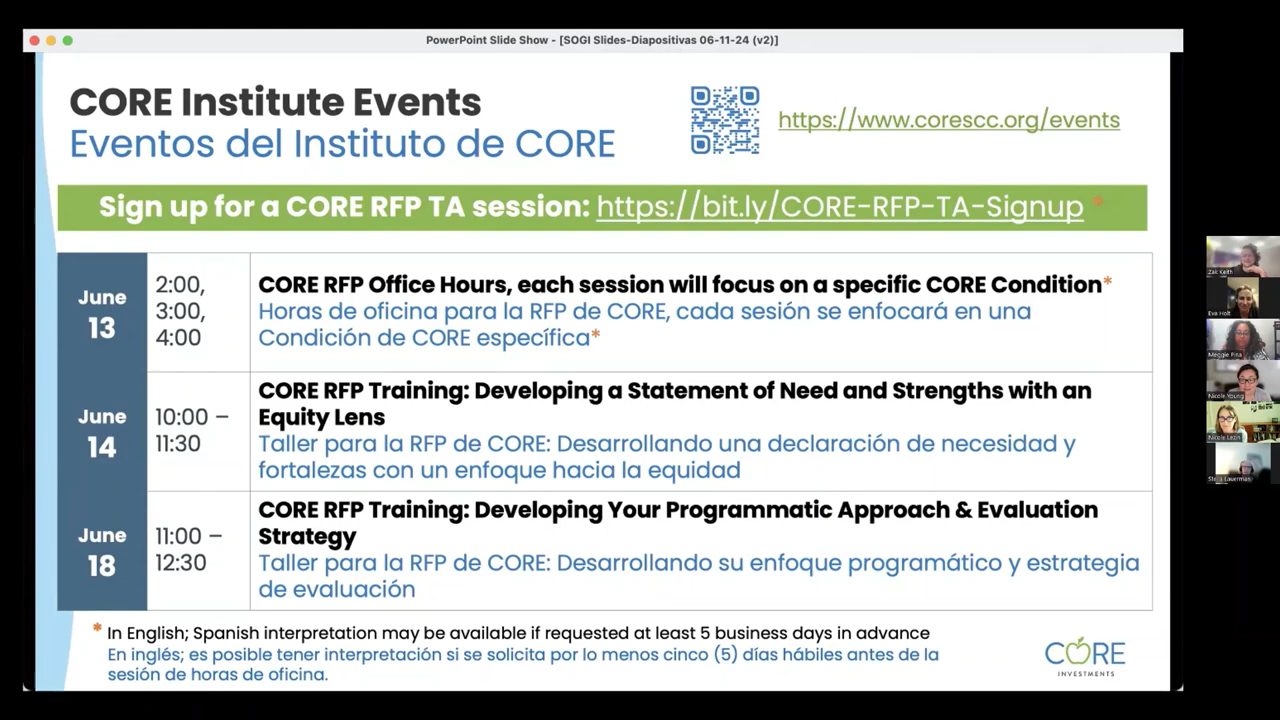 PowerPoint Slide Show - [SOGI Slides-Diapositivas 06-11-24 (v2)]
CORE Institute Events
Eventos del Instituto de CORE
https://www.corescc.org/events
Sign up for a CORE RFP TA session: https://bit.ly/CORE-RFP-TA-Signup *
June
13
2:00,
3:00,
4:00
CORE RFP Office Hours, each session will focus on a specific CORE Condition*
Horas de oficina para la RFP de CORE, cada sesión se enfocará en una
Condición de CORE específica*
June
14
10:00 –
11:30
CORE RFP Training: Developing a Statement of Need and Strengths with an
Equity Lens
Taller para la RFP de CORE: Desarrollando una declaración de necesidad y
fortalezas con un enfoque hacia la equidad
June
18
11:00 –
12:30
CORE RFP Training: Developing Your Programmatic Approach & Evaluation
Strategy
Taller para la RFP de CORE: Desarrollando su enfoque programático y estrategia
de evaluación
* In English; Spanish interpretation may be available if requested at least 5 business days in advance
En inglés; es posible tener interpretación si se solicita por lo menos cinco (5) días hábiles antes de la
sesión de horas de oficina.
CORE
INVESTMENTS
Zak Keith
Eva Holt
Maggie Pina
Nicole Young
Nicole Lezin
Lauerman